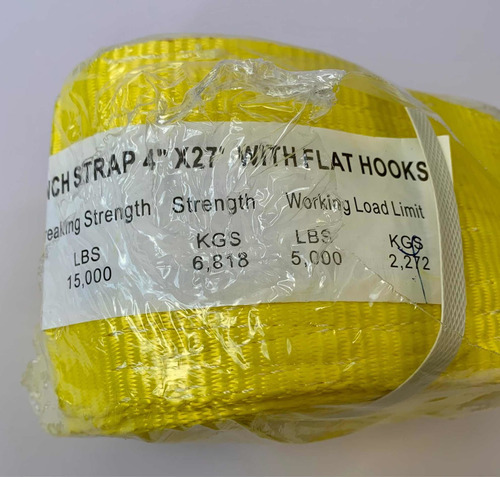 NCH STRAP 4" X27' WITH FLAT HOOKS
reaking Strength Strength Working Load Limit
LBS KGS LBS KGS
15,000 6,818 5,000 2,272